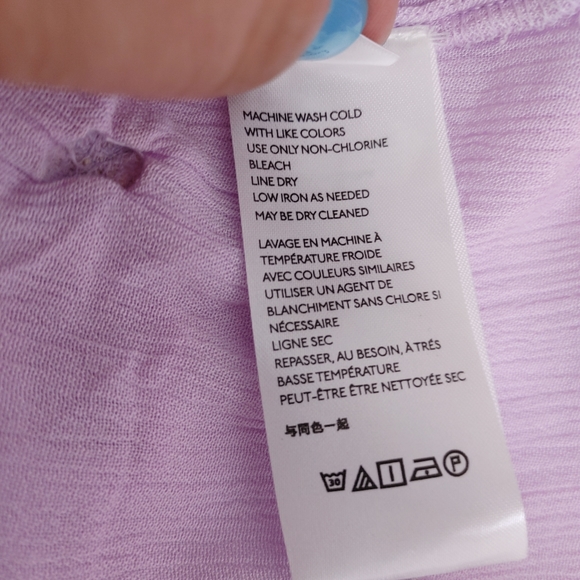 MACHINE WASH COLD
WITH LIKE COLORS
USE ONLY NON-CHLORINE
BLEACH
LINE DRY
LOW IRON AS NEEDED
MAY BE DRY CLEANED
LAVAGE EN MACHINE À
TEMPÉRATURE FROIDE
AVEC COULEURS SIMILAIRES
UTILISER UN AGENT DE
BLANCHIMENT SANS CHLORE SI
NÉCESSAIRE
LIGNE SEC
REPASSER, AU BESOIN, À TRÉS
BASSE TEMPÉRATURE
PEUT-ÊTRE ÊTRE NETTOYÉE SEC
与同色一起
30 P